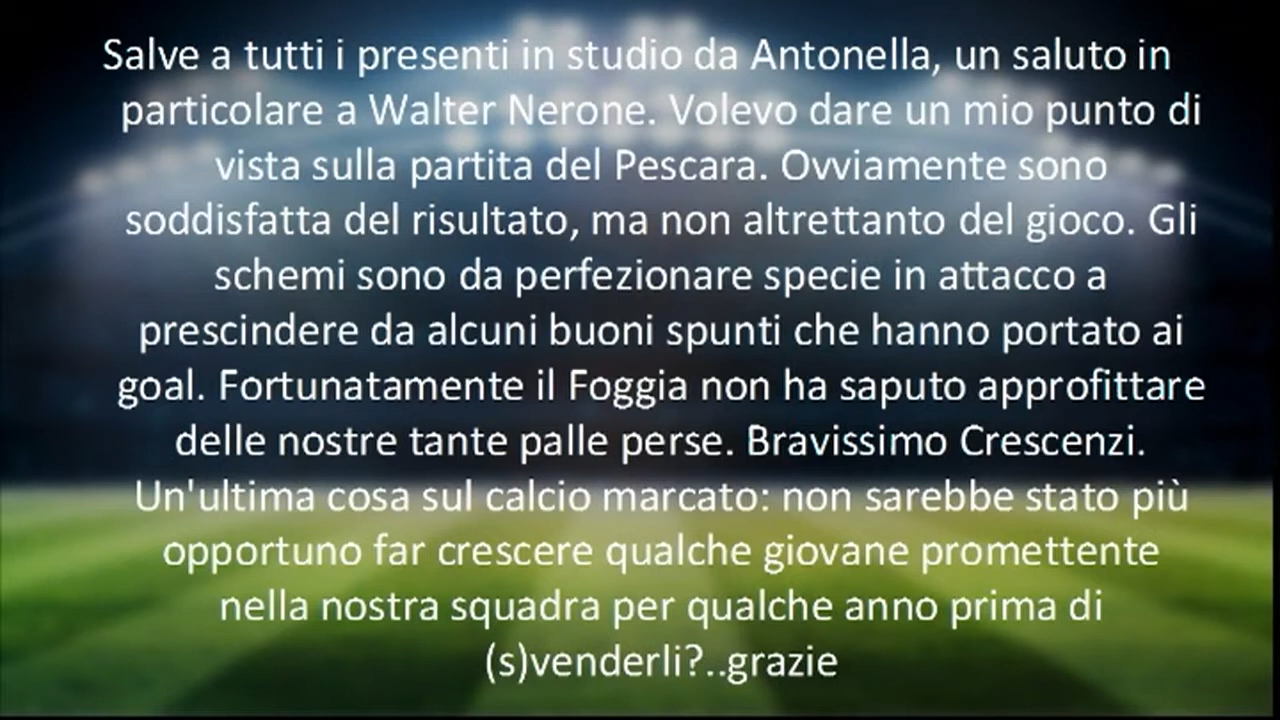 Salve a tutti i presenti in studio da Antonella, un saluto in
particolare a Walter Nerone. Volevo dare un mio punto di
vista sulla partita del Pescara. Ovviamente sono
soddisfatta del risultato, ma non altrettanto del gioco. Gli
schemi sono da perfezionare specie in attacco a
prescindere da alcuni buoni spunti che hanno portato ai
goal. Fortunatamente il Foggia non ha saputo approfittare
delle nostre tante palle perse. Bravissimo Crescenzi.
Un'ultima cosa sul calcio marcato: non sarebbe stato più
opportuno far crescere qualche giovane promettente
nella nostra squadra per qualche anno prima di
(s)venderli?..grazie